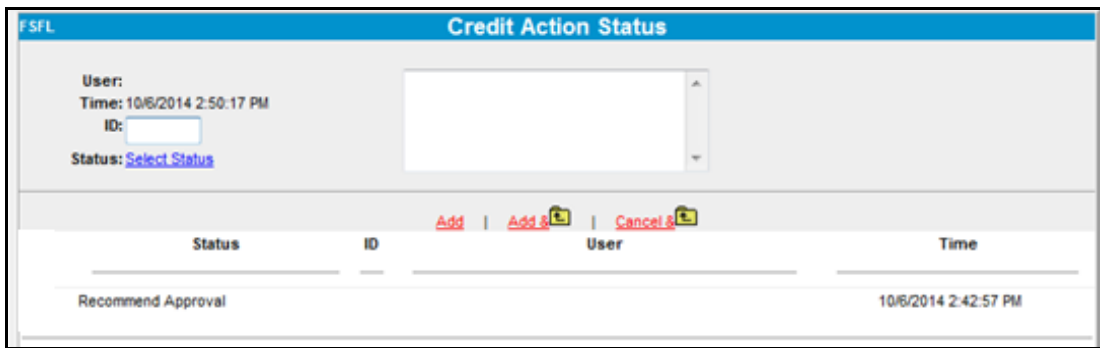 FSFL Credit Action Status
User:
Time: 10/6/2014 2:50:17 PM
ID:
Status: Select Status
Add | Add & | Cancel &
Status ID User Time
Recommend Approval 10/6/2014 2:42:57 PM